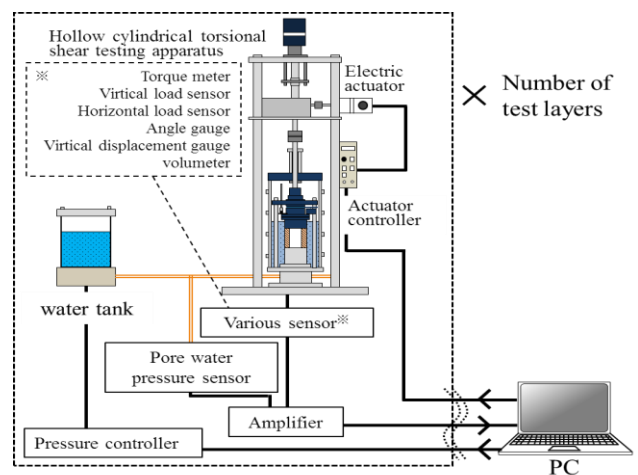 Hollow cylindrical torsional
shear testing apparatus
※ Torque meter
Virtical load sensor
Horizontal load sensor
Angle gauge
Virtical displacement gauge
volumeter
Electric
actuator
× Number of
test layers
Actuator
controller
water tank
Various sensor※
Pore water
pressure sensor
Amplifier
Pressure controller
PC